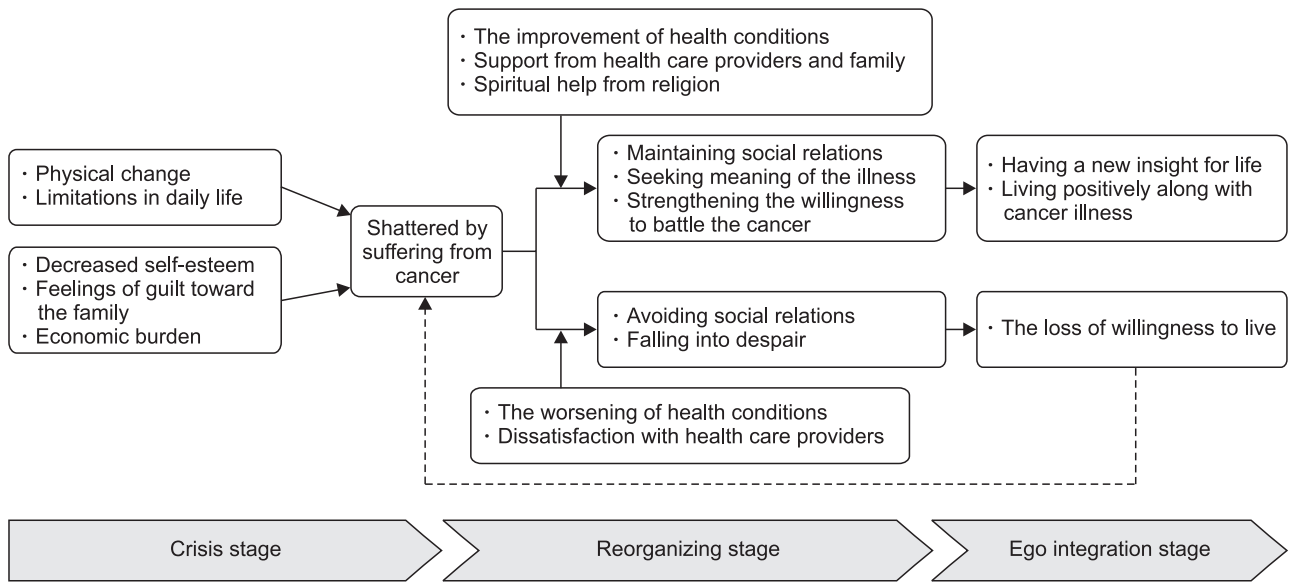 · The improvement of health conditions
· Support from health care providers and family
· Spiritual help from religion
· Physical change
· Limitations in daily life
· Decreased self-esteem
· Feelings of guilt toward
the family
· Economic burden
Shattered by
suffering from
cancer
· Maintaining social relations
· Seeking meaning of the illness
· Strengthening the willingness
to battle the cancer
· Having a new insight for life
· Living positively along with
cancer illness
· Avoiding social relations
· Falling into despair
· The loss of willingness to live
· The worsening of health conditions
· Dissatisfaction with health care providers
Crisis stage
Reorganizing stage
Ego integration stage